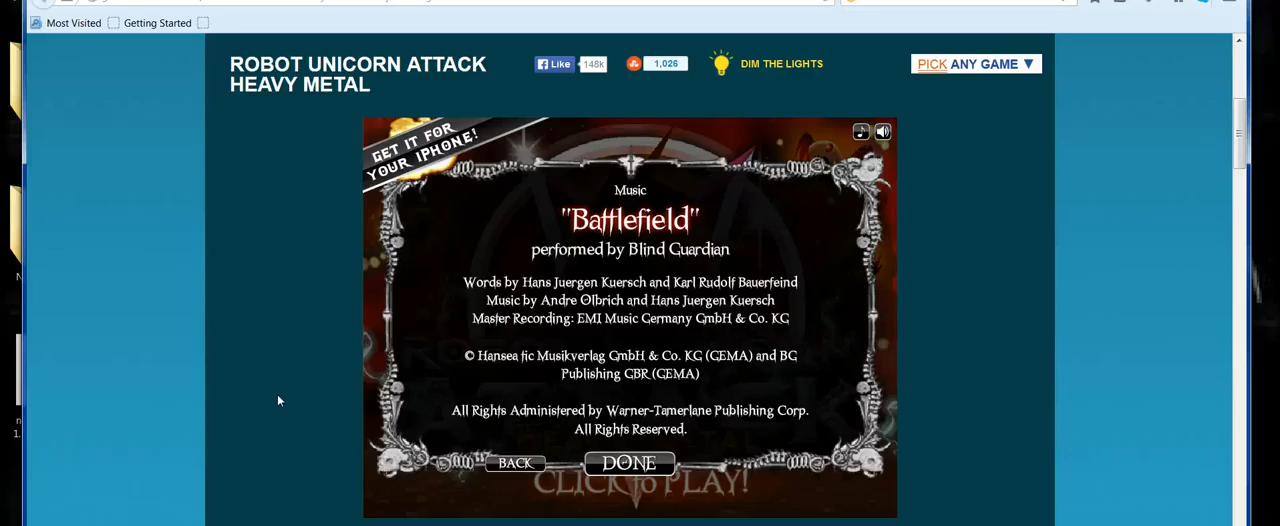 Most Visited Getting Started
ROBOT UNICORN ATTACK
HEAVY METAL
Like 148k
1,026
DIM THE LIGHTS
PICK ANY GAME ▼
GET IT FOR
YOUR IPHONE!
Music
"Battlefield"
performed by Blind Guardian
Words by Hans Juergen Kuersch and Karl Rudolf Bauerfeind
Music by Andre Olbrich and Hans Juergen Kuersch
Master Recording: EMI Music Germany GmbH & Co. KG
© Hansea tic Musikverlag GmbH & Co. KG (GEMA) and BG
Publishing GBR (GEMA)
All Rights Administered by Warner-Tamerlane Publishing Corp.
All Rights Reserved.
BACK
DONE
CLICK to PLAY!